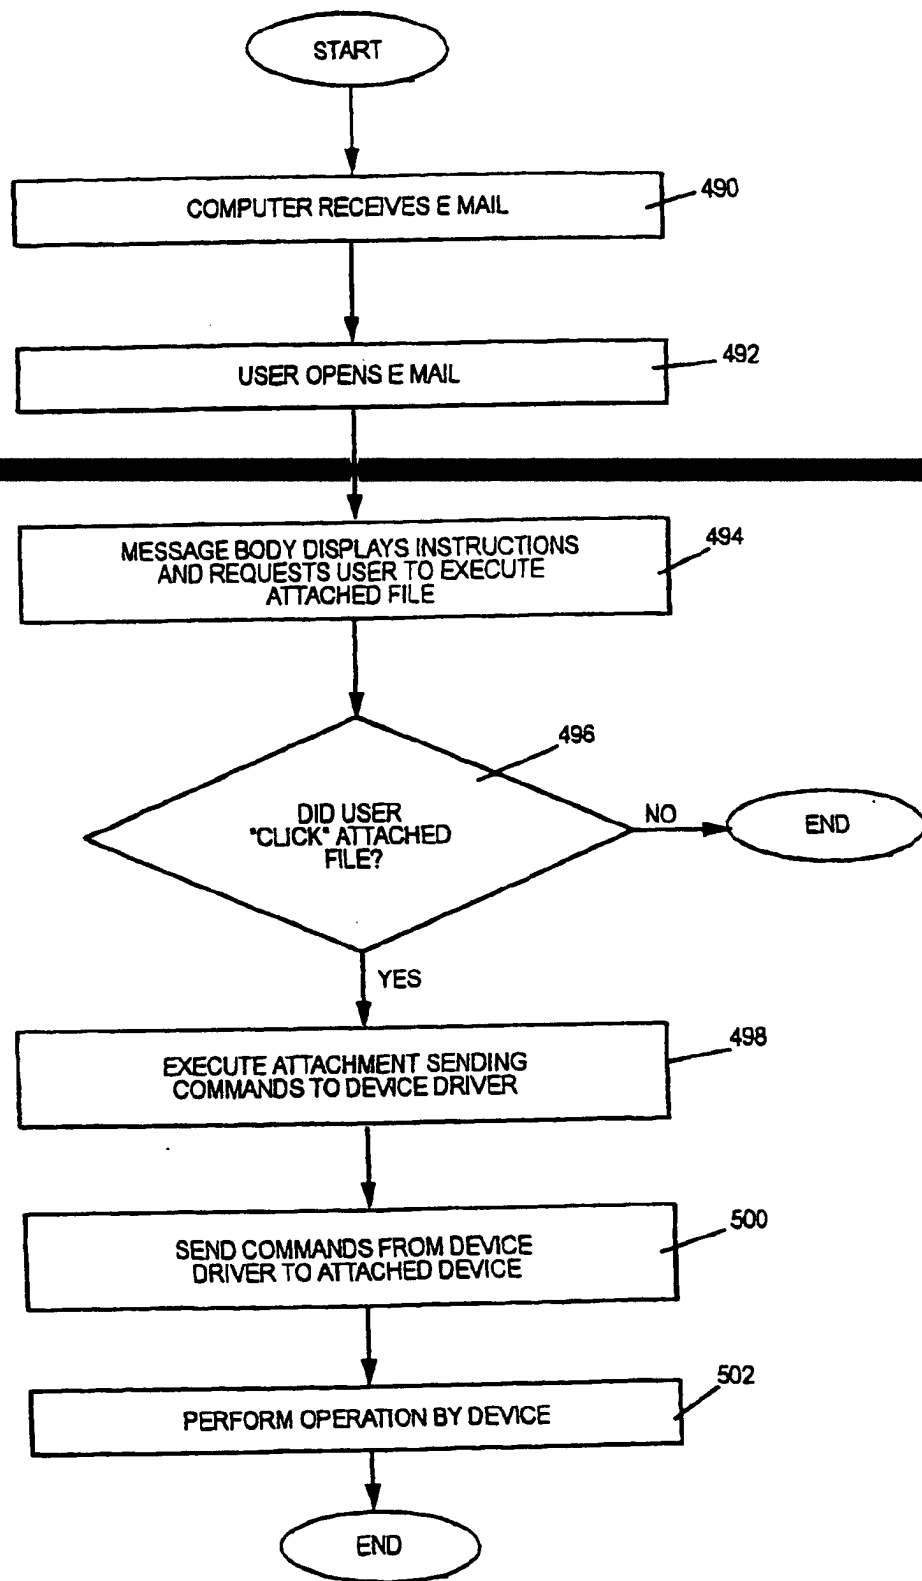 START
COMPUTER RECEIVES E MAIL
490
USER OPENS E MAIL
492
MESSAGE BODY DISPLAYS INSTRUCTIONS
AND REQUESTS USER TO EXECUTE
ATTACHED FILE
494
496
DID USER
"CLICK" ATTACHED
FILE?
NO
END
YES
EXECUTE ATTACHMENT SENDING
COMMANDS TO DEVICE DRIVER
498
SEND COMMANDS FROM DEVICE
DRIVER TO ATTACHED DEVICE
500
PERFORM OPERATION BY DEVICE
502
END